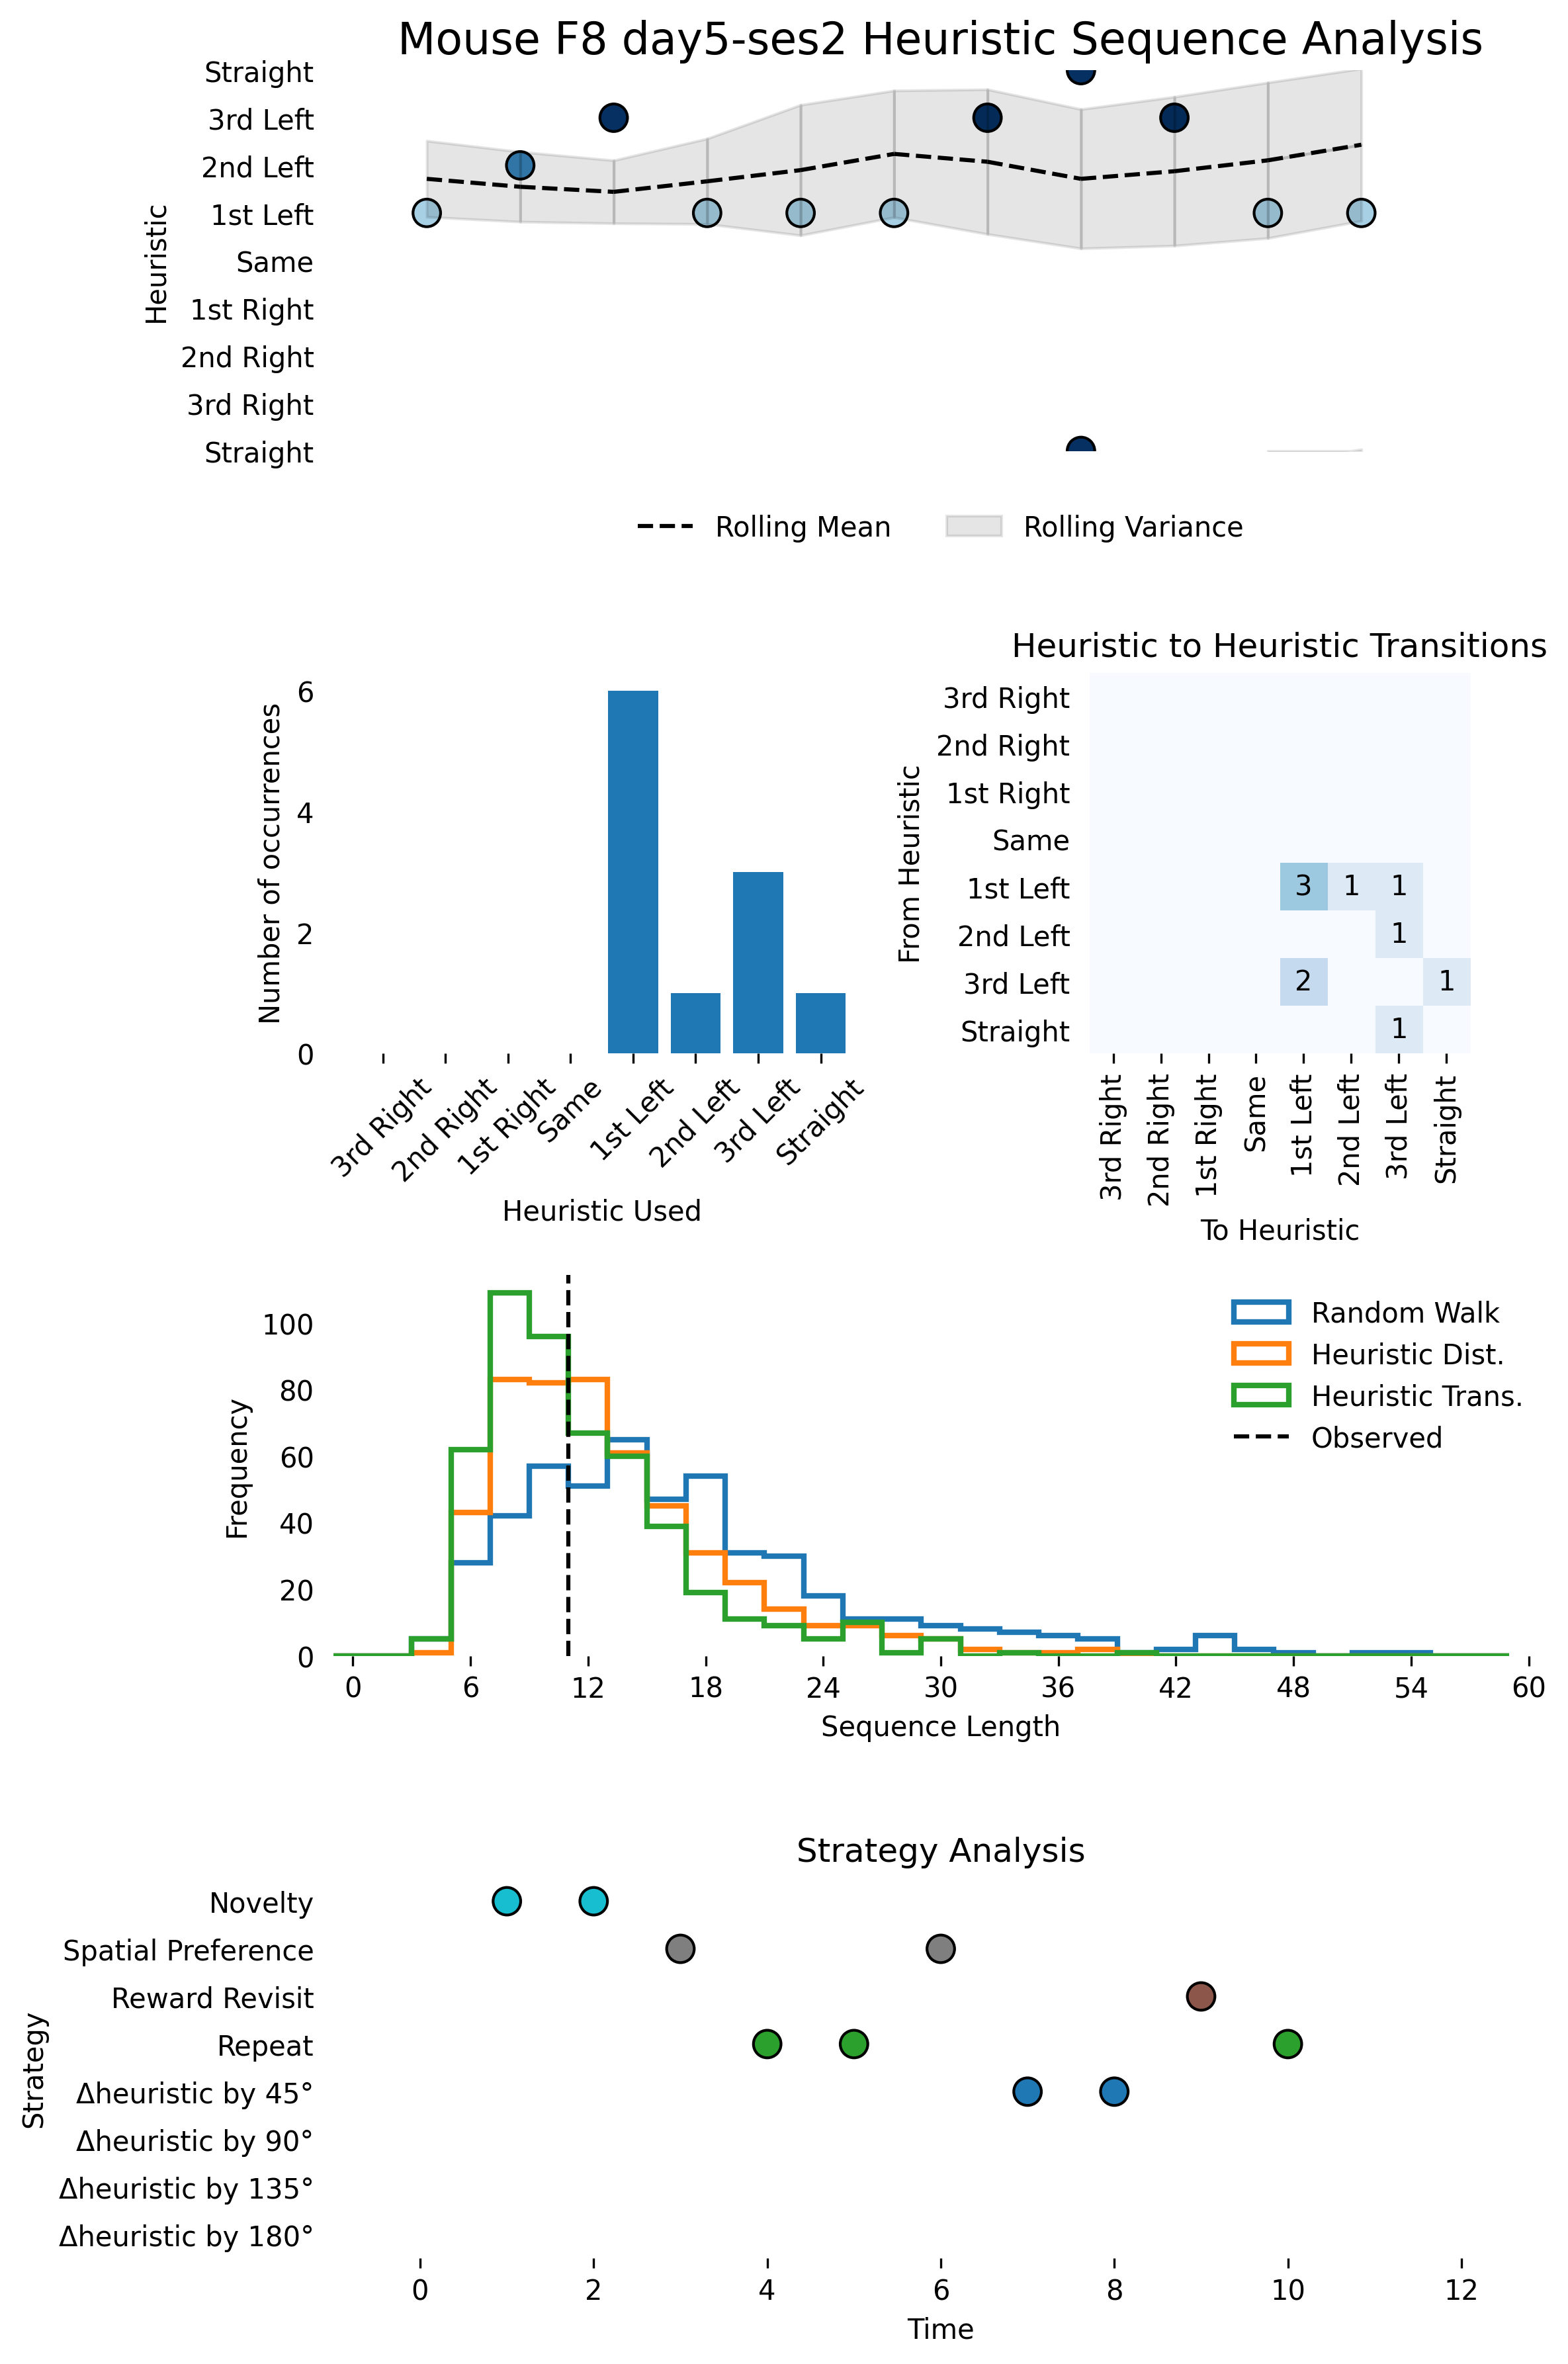 Mouse F8 day5-ses2 Heuristic Sequence Analysis
Heuristic
Straight
3rd Left
2nd Left
1st Left
Same
1st Right
2nd Right
3rd Right
Straight
Rolling Mean
Rolling Variance
Number of occurrences
6
4
2
0
3rd Right
2nd Right
1st Right
Same
1st Left
2nd Left
3rd Left
Straight
Heuristic Used
Heuristic to Heuristic Transitions
From Heuristic
3rd Right
2nd Right
1st Right
Same
1st Left 3 1 1
2nd Left 1
3rd Left 2 1
Straight 1
3rd Right
2nd Right
1st Right
Same
1st Left
2nd Left
3rd Left
Straight
To Heuristic
Frequency
100
80
60
40
20
0
0 6 12 18 24 30 36 42 48 54 60
Sequence Length
Random Walk
Heuristic Dist.
Heuristic Trans.
Observed
Strategy Analysis
Strategy
Novelty
Spatial Preference
Reward Revisit
Repeat
Δheuristic by 45°
Δheuristic by 90°
Δheuristic by 135°
Δheuristic by 180°
0 2 4 6 8 10 12
Time